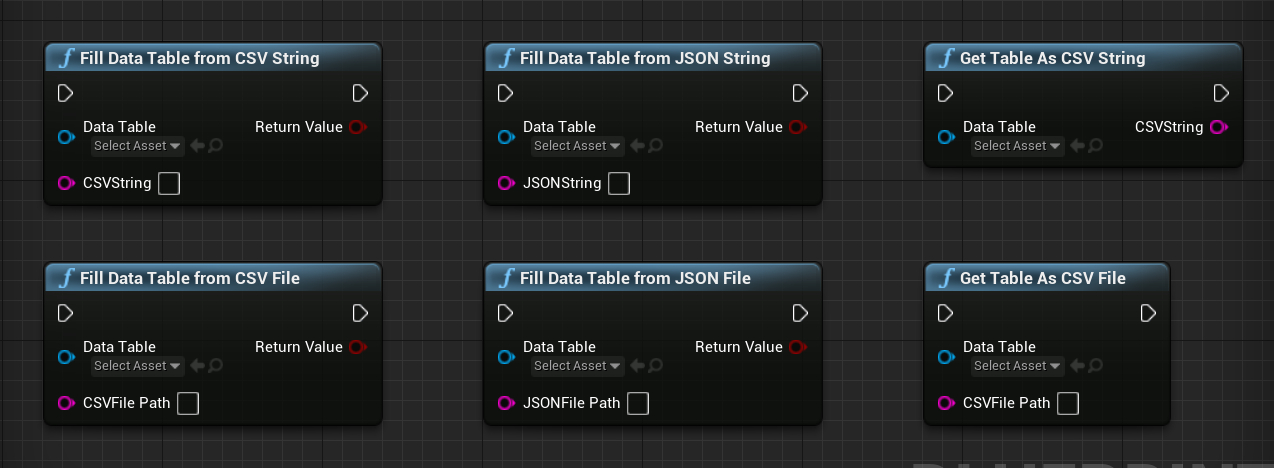 Fill Data Table from CSV String
Data Table
Return Value
Select Asset
CSVString
Fill Data Table from JSON String
Data Table
Return Value
Select Asset
JSONString
Get Table As CSV String
Data Table
CSVString
Select Asset
Fill Data Table from CSV File
Data Table
Return Value
Select Asset
CSVFile Path
Fill Data Table from JSON File
Data Table
Return Value
Select Asset
JSONFile Path
Get Table As CSV File
Data Table
Select Asset
CSVFile Path